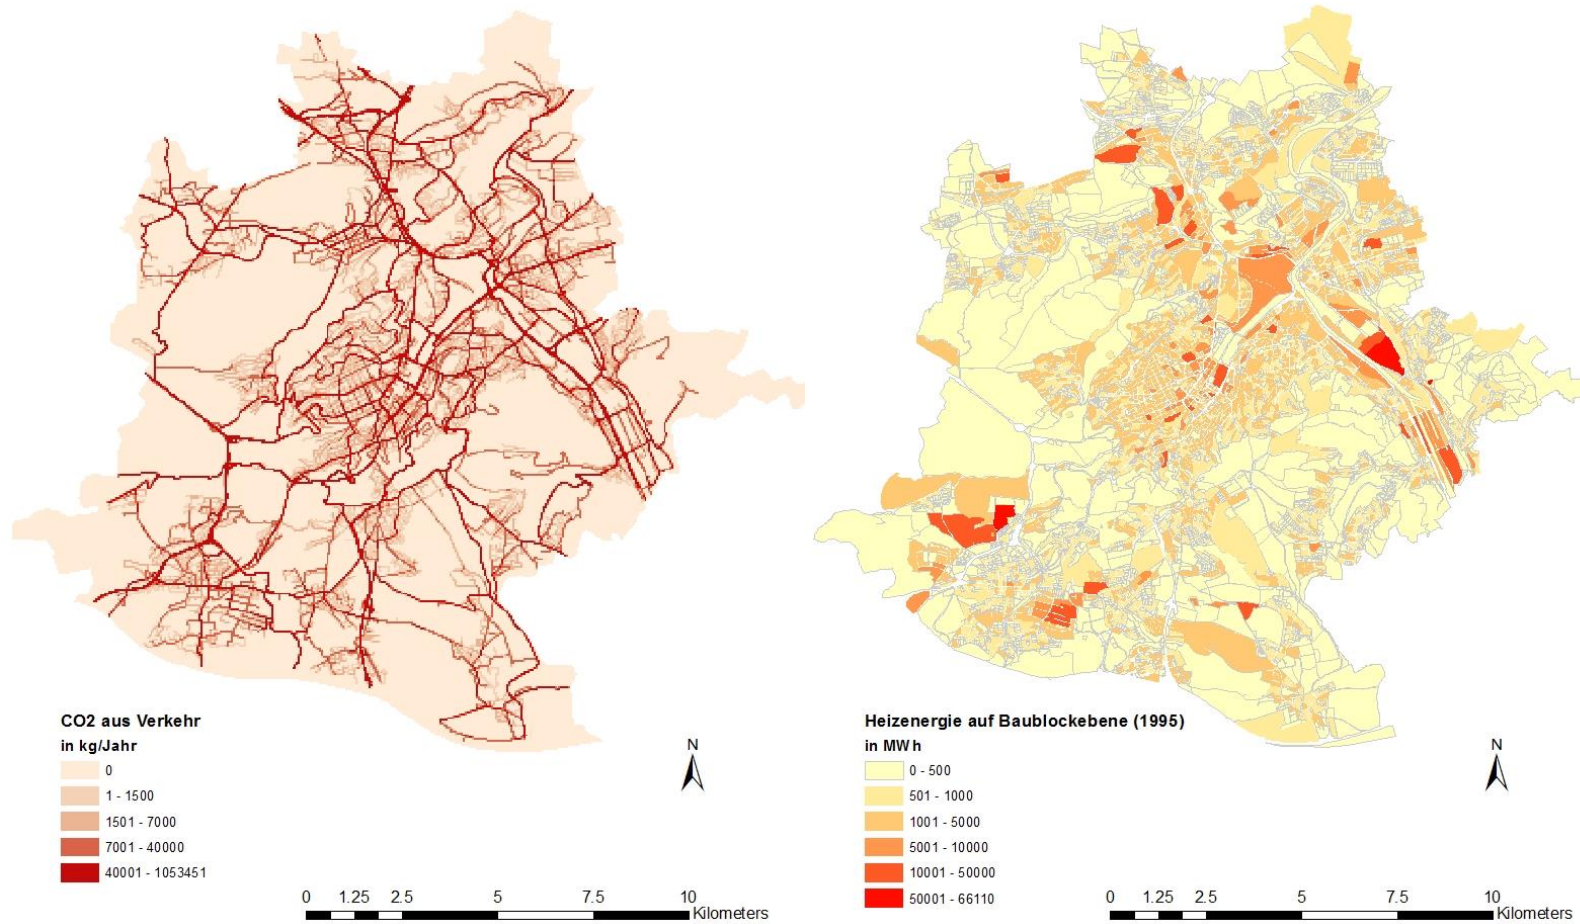 CO2 aus Verkehr
in kg/Jahr
0
1 - 1500
1501 - 7000
7001 - 40000
40001 - 1053451
N
0 1.25 2.5 5 7.5 10
Kilometers
Heizenergie auf Baublockebene (1995)
in MWh
0 - 500
501 - 1000
1001 - 5000
5001 - 10000
10001 - 50000
50001 - 66110
N
0 1.25 2.5 5 7.5 10
Kilometers